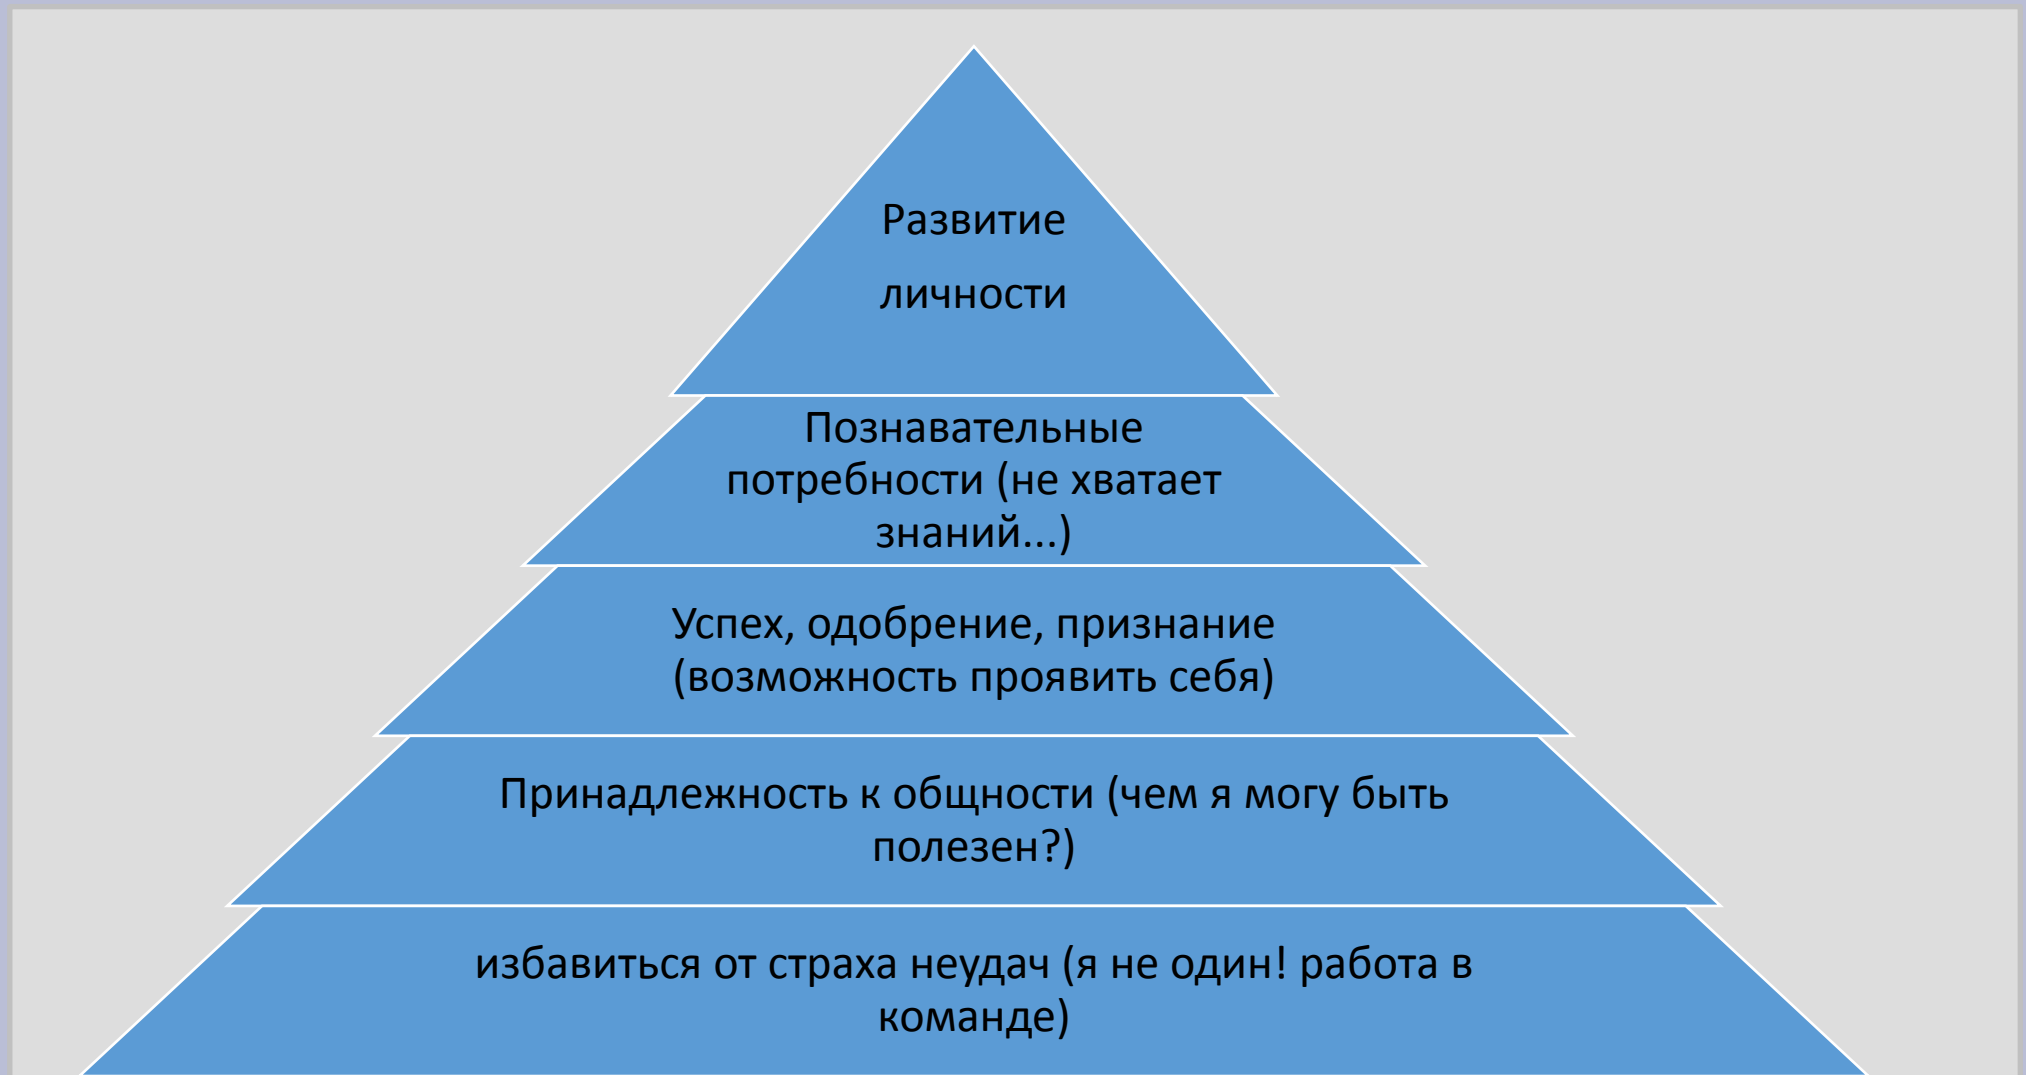 Развитие
личности
Познавательные
потребности (не хватает
знаний...)
Успех, одобрение, признание
(возможность проявить себя)
Принадлежность к общности (чем я могу быть
полезен?)
избавиться от страха неудач (я не один! работа в
команде)